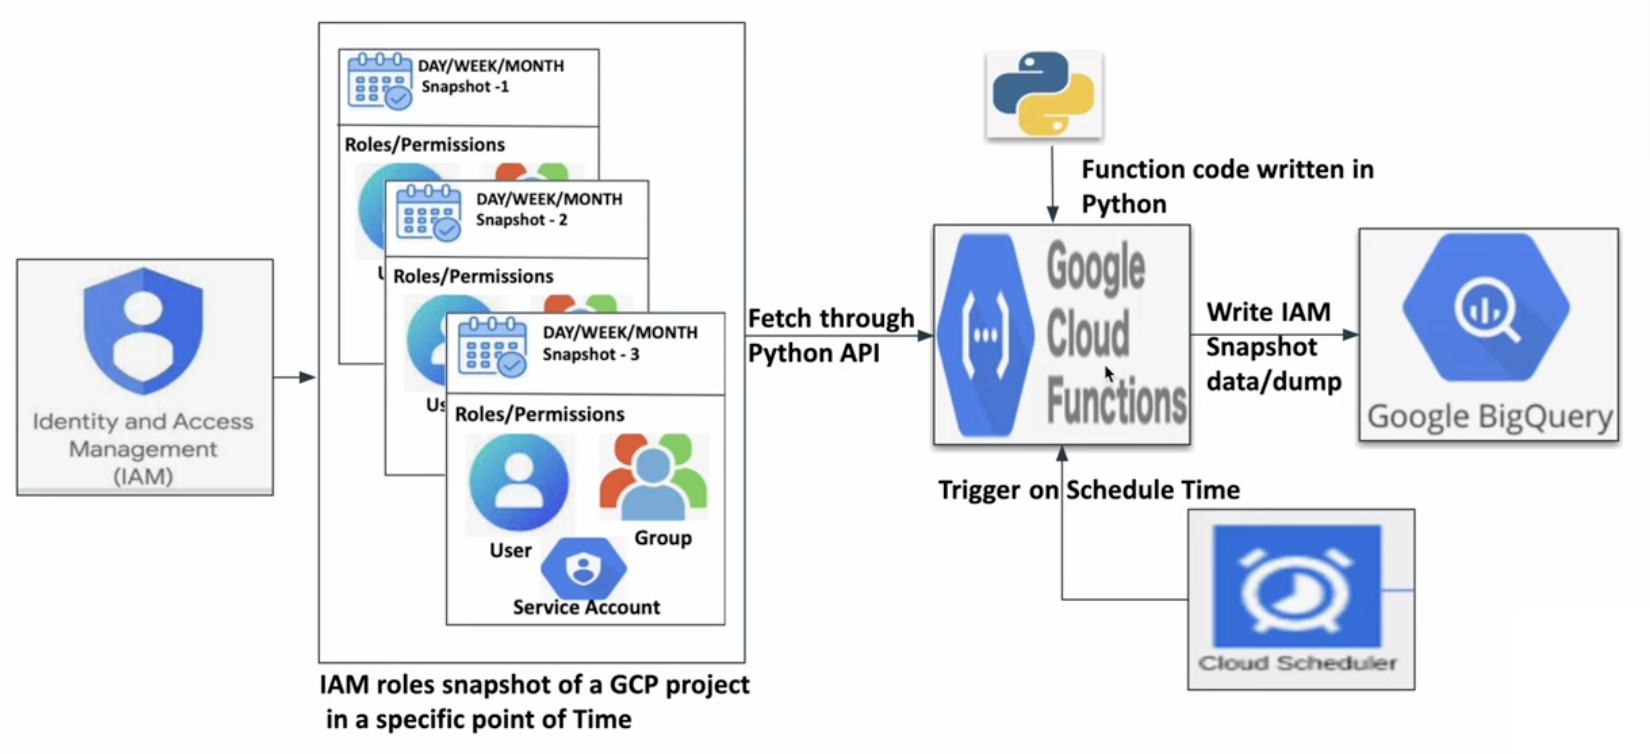 DAY/WEEK/MONTH
Snapshot -1
Roles/Permissions
DAY/WEEK/MONTH
Snapshot - 2
Roles/Permissions
DAY/WEEK/MONTH
Snapshot - 3
Roles/Permissions
User
Group
Service Account
Identity and Access
Management
(IAM)
IAM roles snapshot of a GCP project
in a specific point of Time
Fetch through
Python API
Function code written in
Python
Google
Cloud
Functions
Write IAM
Snapshot
data/dump
Google BigQuery
Trigger on Schedule Time
Cloud Scheduler